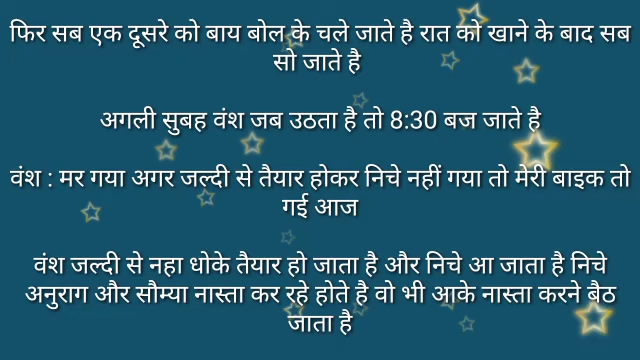 फिर सब एक दूसरे को बाय बोल के चले जाते है रात को खाने के बाद सब
सो जाते है
अगली सुबह वंश जब उठता है तो 8:30 बज जाते है
वंश : मर गया अगर जल्दी से तैयार होकर निचे नहीं गया तो मेरी बाइक तो
गई आज
वंश जल्दी से नहा धोके तैयार हो जाता है और निचे आ जाता है निचे
अनुराग और सौम्या नास्ता कर रहे होते है वो भी आके नास्ता करने बैठ
जाता है